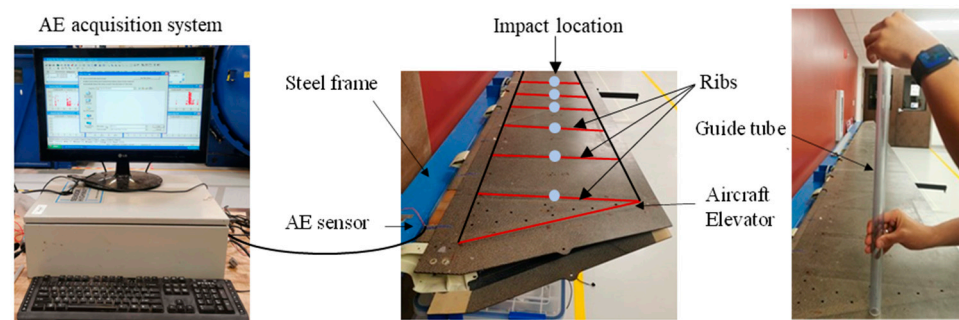 AE acquisition system
Impact location
Steel frame
Ribs
Guide tube
AE sensor
Aircraft
Elevator